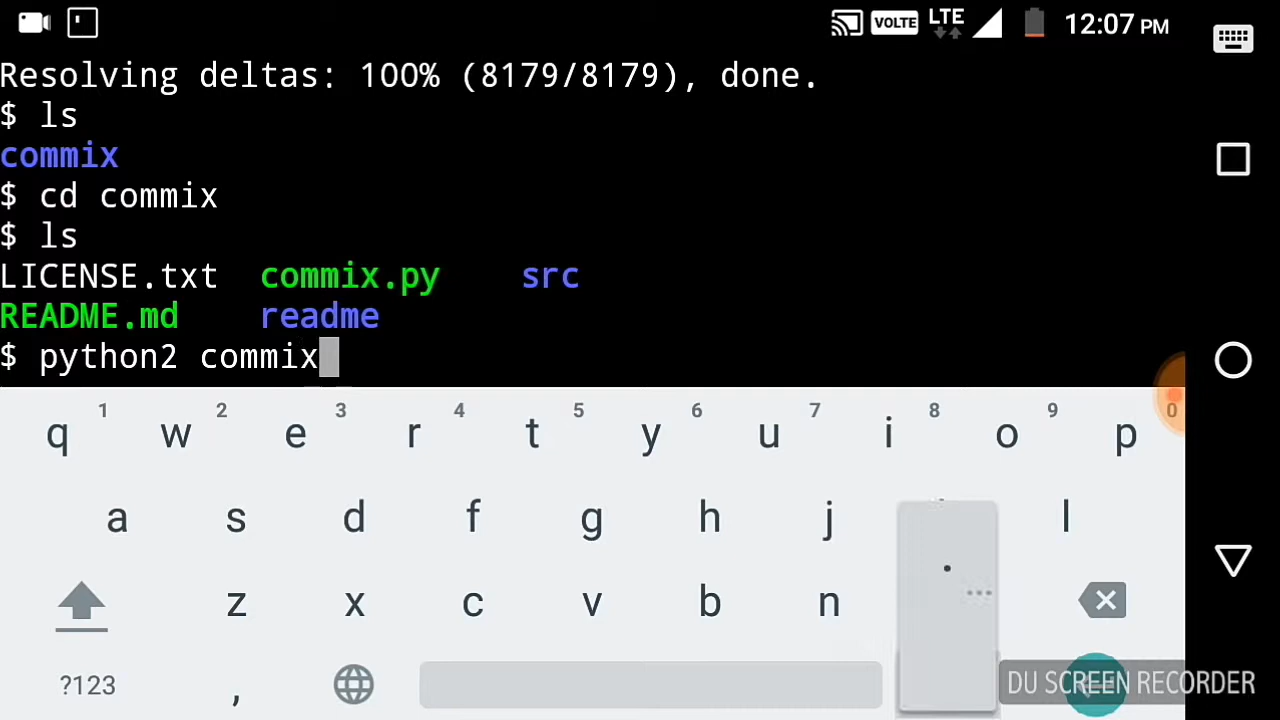 VOLTE LTE 12:07 PM
Resolving deltas: 100% (8179/8179), done.
$ ls
commix
$ cd commix
$ ls
LICENSE.txt commix.py src
README.md readme
$ python2 commix
1 2 3 4 5 6 7 8 9 0
q w e r t y u i o p
a s d f g h j l
z x c v b n
?123 , DU SCREEN RECORDER